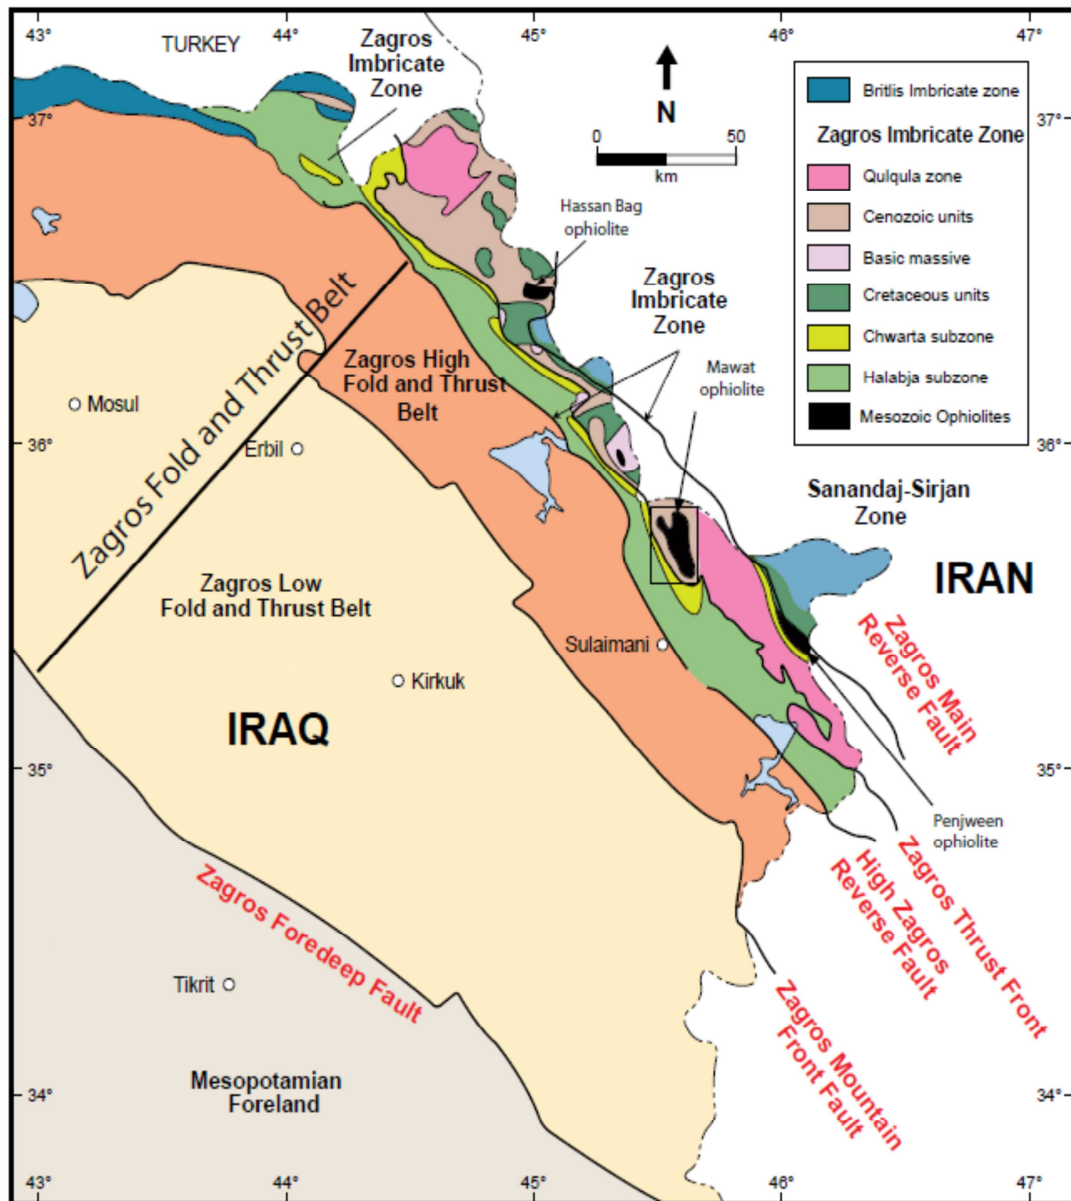 43°
44°
45°
46°
47°
TURKEY
Zagros
Imbricate
Zone
N
0
50
km
Britlis Imbricate zone
Zagros Imbricate Zone
Qulqula zone
Cenozoic units
Basic massive
Cretaceous units
Chwarta subzone
Halabja subzone
Mesozoic Ophiolites
37°
37°
Hassan Bag
ophiolite
Zagros
Imbricate
Zone
Mawat
ophiolite
Zagros Fold and Thrust Belt
Zagros High
Fold and Thrust
Belt
Mosul
Erbil
36°
36°
Sanandaj-Sirjan
Zone
IRAN
Zagros Low
Fold and Thrust Belt
Sulaimani
Kirkuk
IRAQ
Zagros Main
Reverse Fault
35°
35°
Penjween
ophiolite
Zagros Thrust Front
High Zagros
Reverse Fault
Zagros Foredeep Fault
Tikrit
Zagros Mountain
Front Fault
Mesopotamian
Foreland
34°
34°
43°
44°
45°
46°
47°